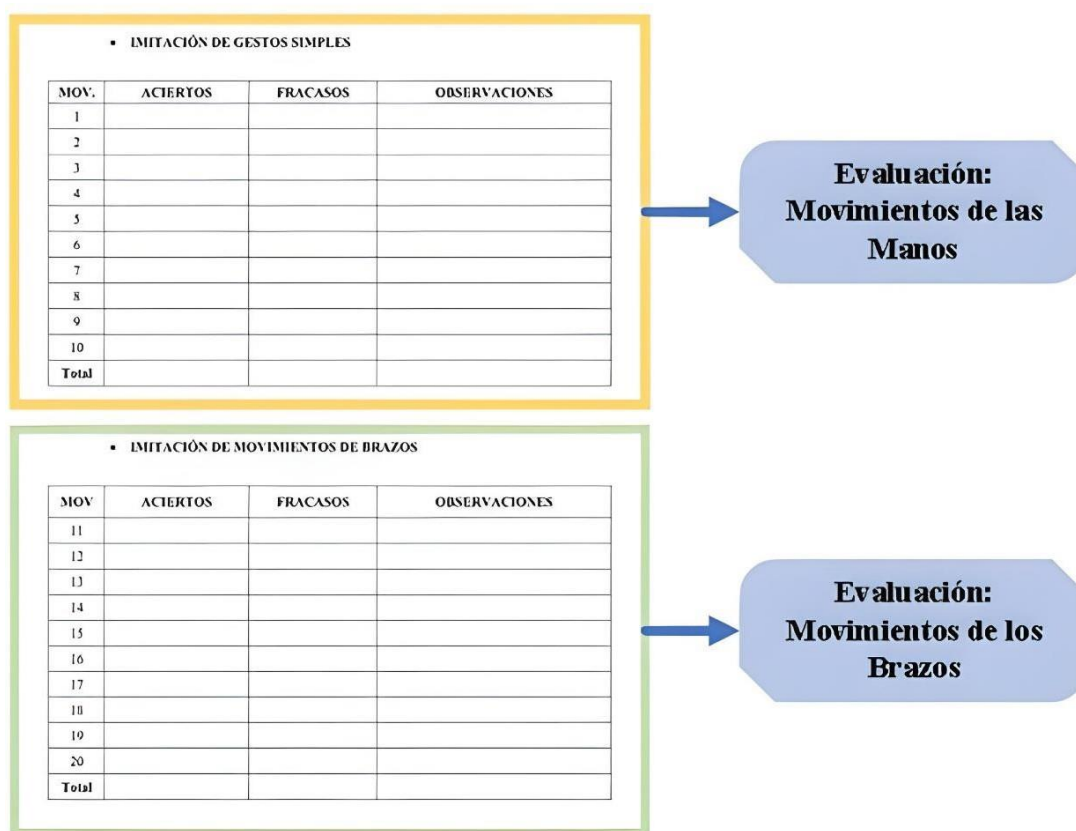 • IMITACIÓN DE GESTOS SIMPLES
MOV. ACIERTOS FRACASOS OBSERVACIONES
1
2
3
4
5
6
7
8
9
10
Total
Evaluación:
Movimientos de las
Manos
• IMITACIÓN DE MOVIMIENTOS DE BRAZOS
MOV ACIERTOS FRACASOS OBSERVACIONES
11
12
13
14
15
16
17
18
19
20
Total
Evaluación:
Movimientos de los
Brazos